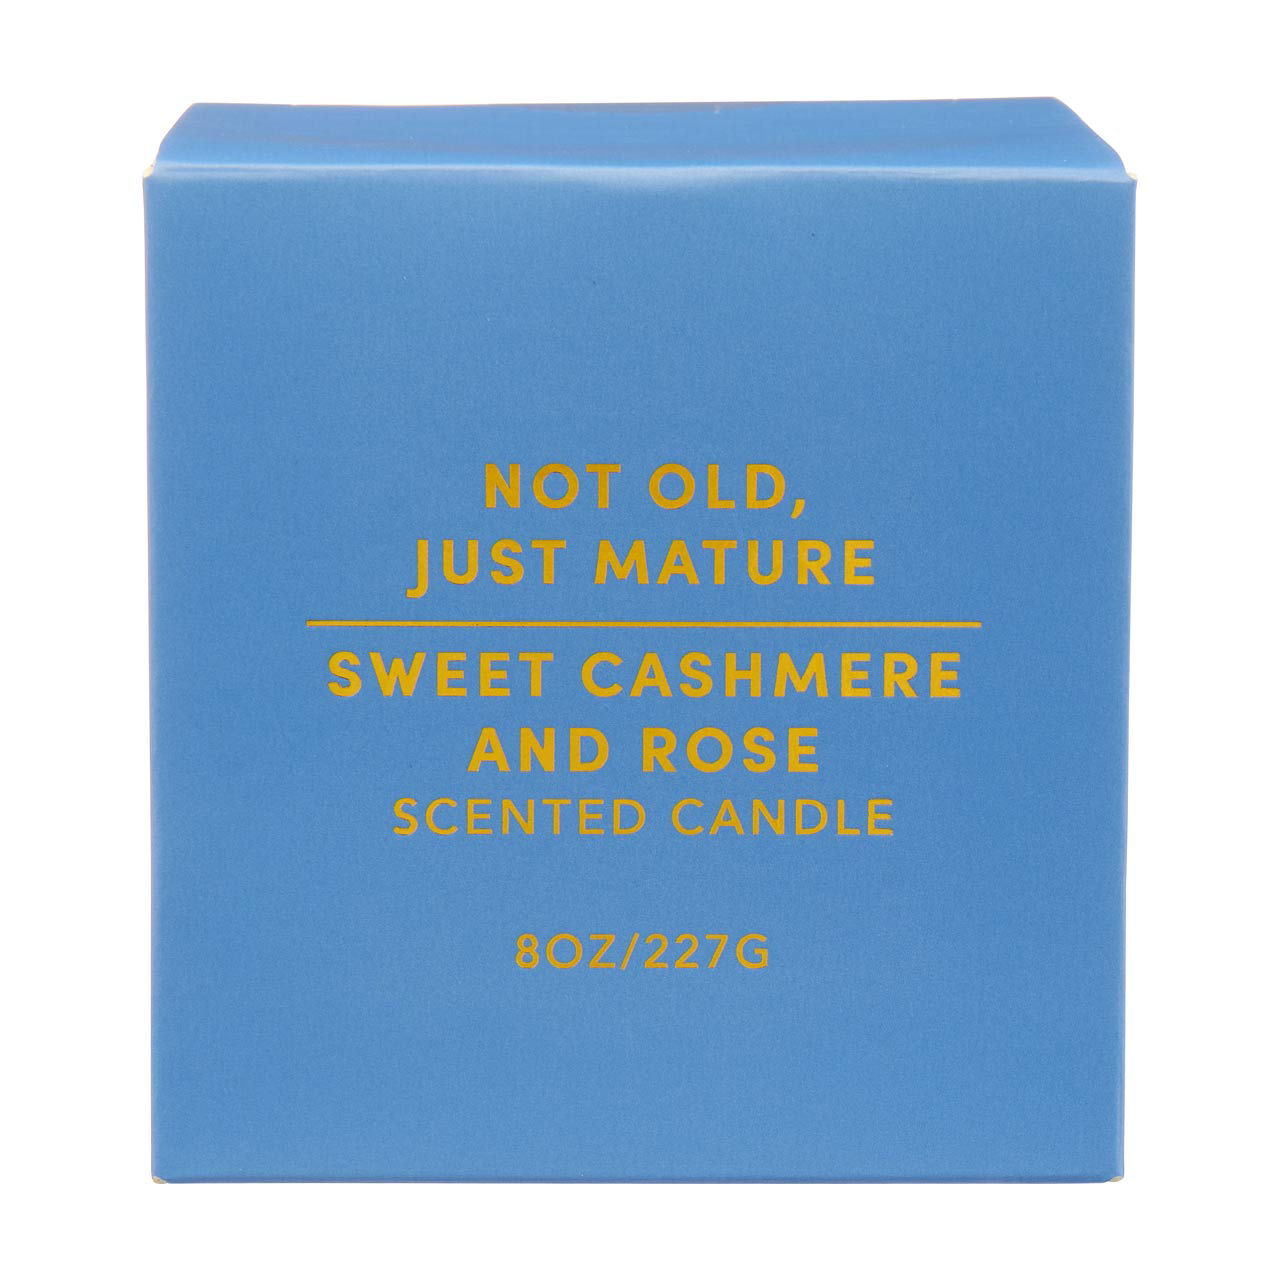 NOT OLD,
JUST MATURE
SWEET CASHMERE
AND ROSE
SCENTED CANDLE
8OZ/227G